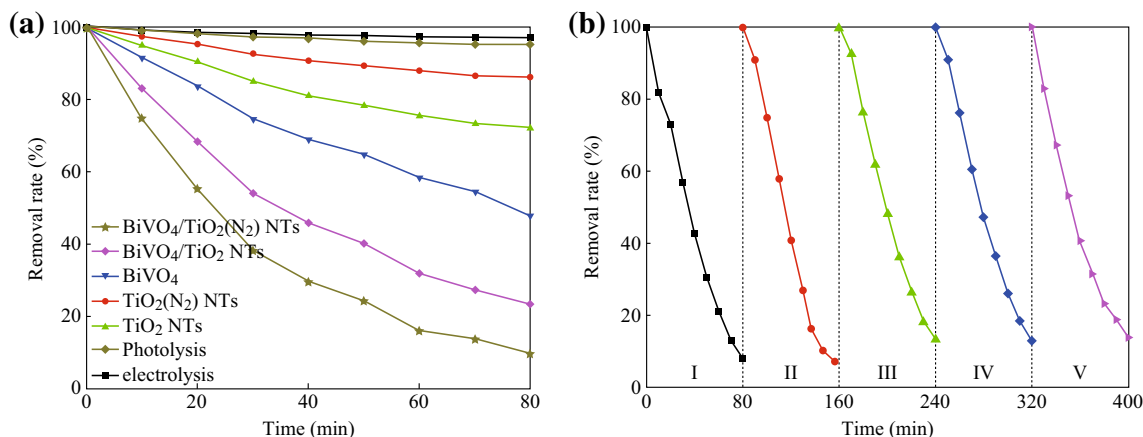 (a)
Removal rate (%)
100
80
60
40
20
0
BiVO₄/TiO₂(N₂) NTs
BiVO₄/TiO₂ NTs
BiVO₄
TiO₂(N₂) NTs
TiO₂ NTs
Photolysis
electrolysis
0 20 40 60 80
Time (min)
(b)
Removal rate (%)
100
80
60
40
20
0
I II III IV V
0 80 160 240 320 400
Time (min)